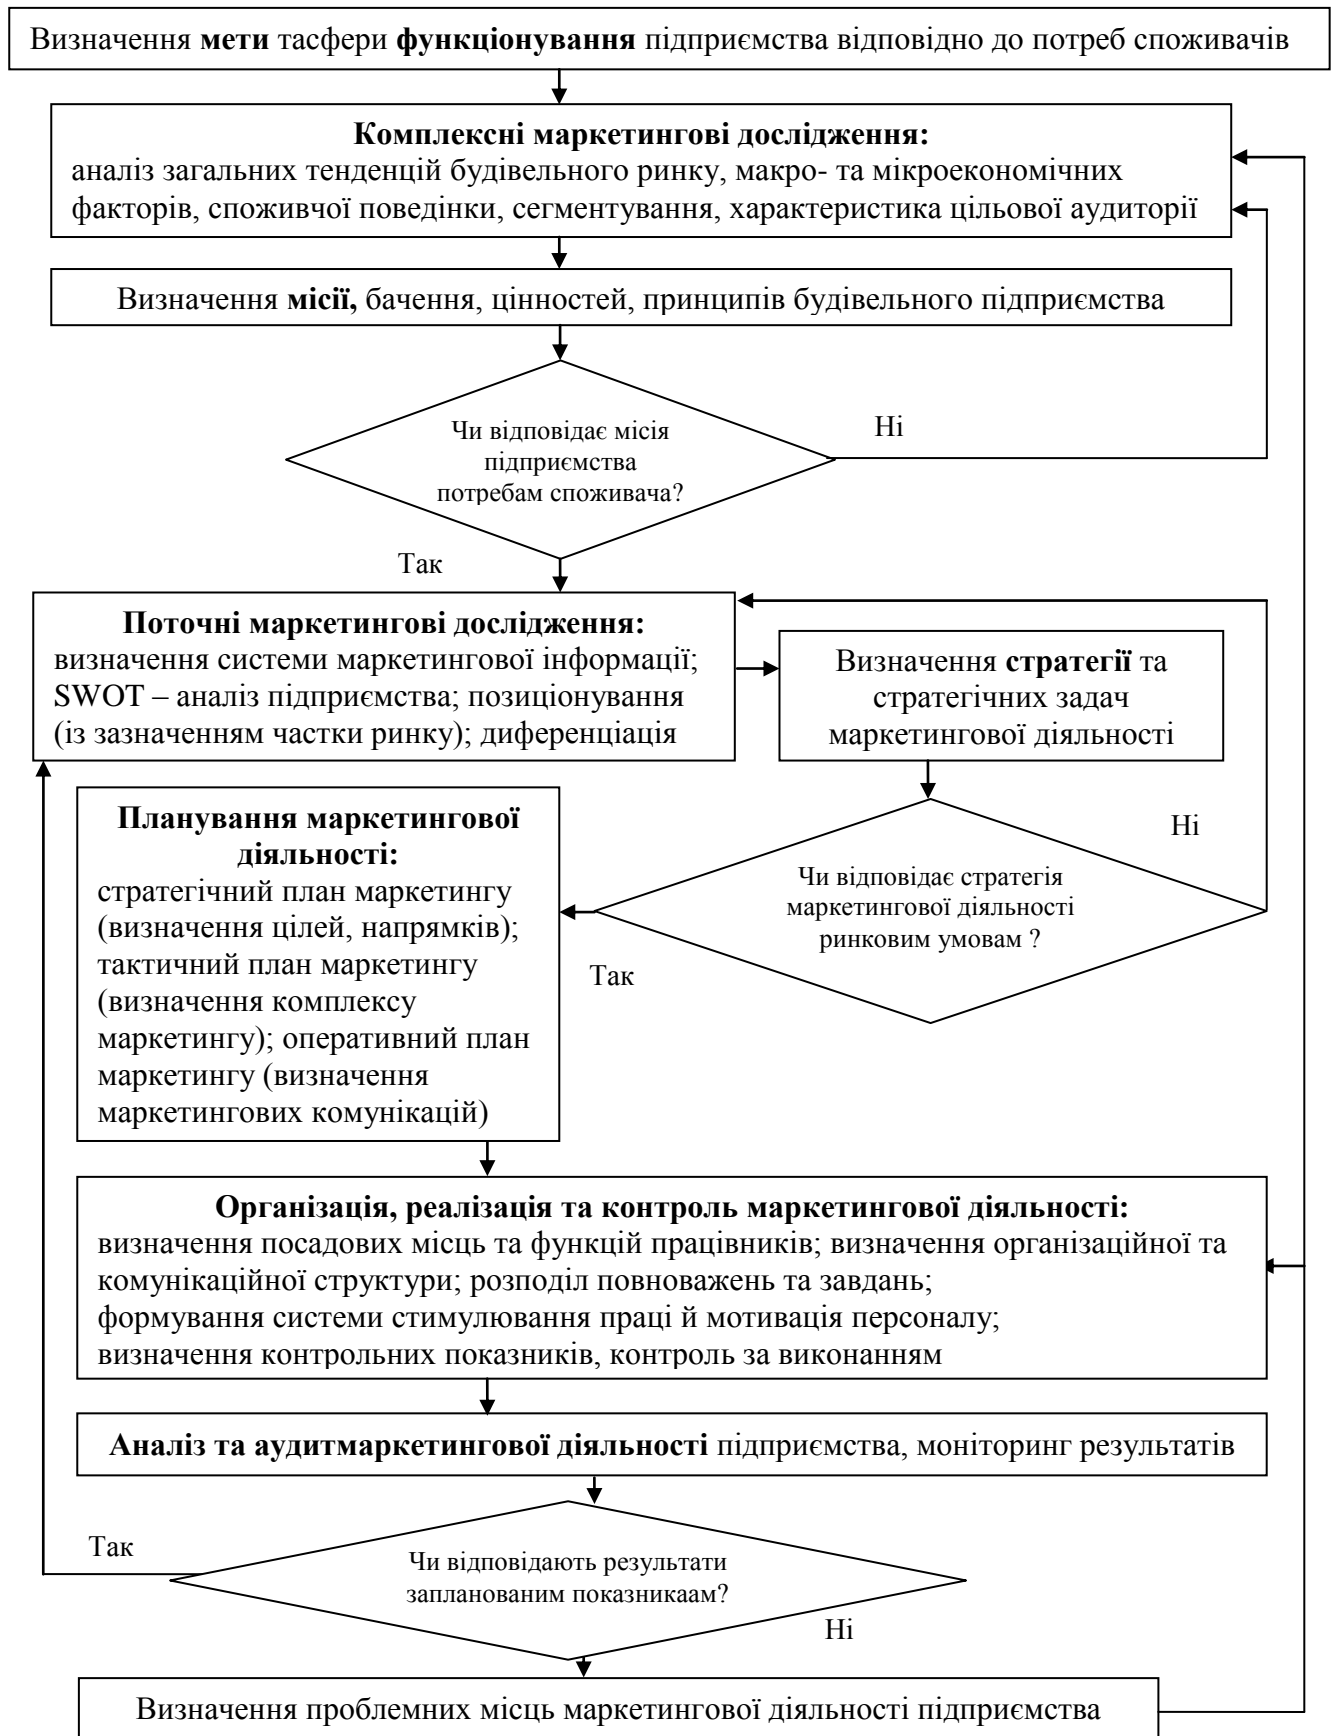 Визначення мети тасфери функціонування підприємства відповідно до потреб споживачів
Комплексні маркетингові дослідження:
аналіз загальних тенденцій будівельного ринку, макро- та мікроекономічних
факторів, споживчої поведінки, сегментування, характеристика цільової аудиторії
Визначення місії, бачення, цінностей, принципів будівельного підприємства
Чи відповідає місія
підприємства
потребам споживача?
Ні
Так
Поточні маркетингові дослідження:
визначення системи маркетингової інформації;
SWOT – аналіз підприємства; позиціонування
(із зазначенням частки ринку); диференціація
Визначення стратегії та
стратегічних задач
маркетингової діяльності
Чи відповідає стратегія
маркетингової діяльності
ринковим умовам ?
Ні
Так
Планування маркетингової
діяльності:
стратегічний план маркетингу
(визначення цілей, напрямків);
тактичний план маркетингу
(визначення комплексу
маркетингу); оперативний план
маркетингу (визначення
маркетингових комунікацій)
Організація, реалізація та контроль маркетингової діяльності:
визначення посадових місць та функцій працівників; визначення організаційної та
комунікаційної структури; розподіл повноважень та завдань;
формування системи стимулювання праці й мотивація персоналу;
визначення контрольних показників, контроль за виконанням
Аналіз та аудитмаркетингової діяльності підприємства, моніторинг результатів
Так
Чи відповідають результати
запланованим показникаам?
Ні
Визначення проблемних місць маркетингової діяльності підприємства